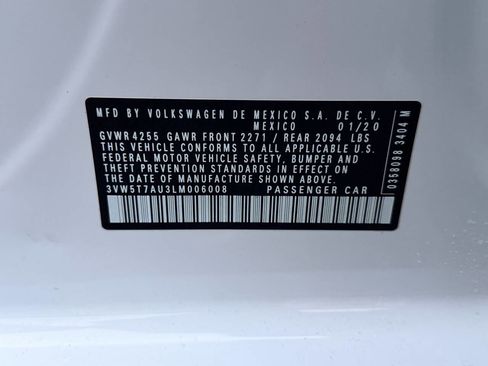 MFD BY VOLKSWAGEN DE MEXICO S.A. DE C.V.
MEXICO 01/20
GVWR 4255 GAWR FRONT 2271 / REAR 2094 LBS
THIS VEHICLE CONFORMS TO ALL APPLICABLE U.S.
FEDERAL MOTOR VEHICLE SAFETY, BUMPER AND
THEFT PREVENTION STANDARDS IN EFFECT ON
THE DATE OF MANUFACTURE SHOWN ABOVE.
3VW5T7AU3LM006008 PASSENGER CAR
0358098 3404 M